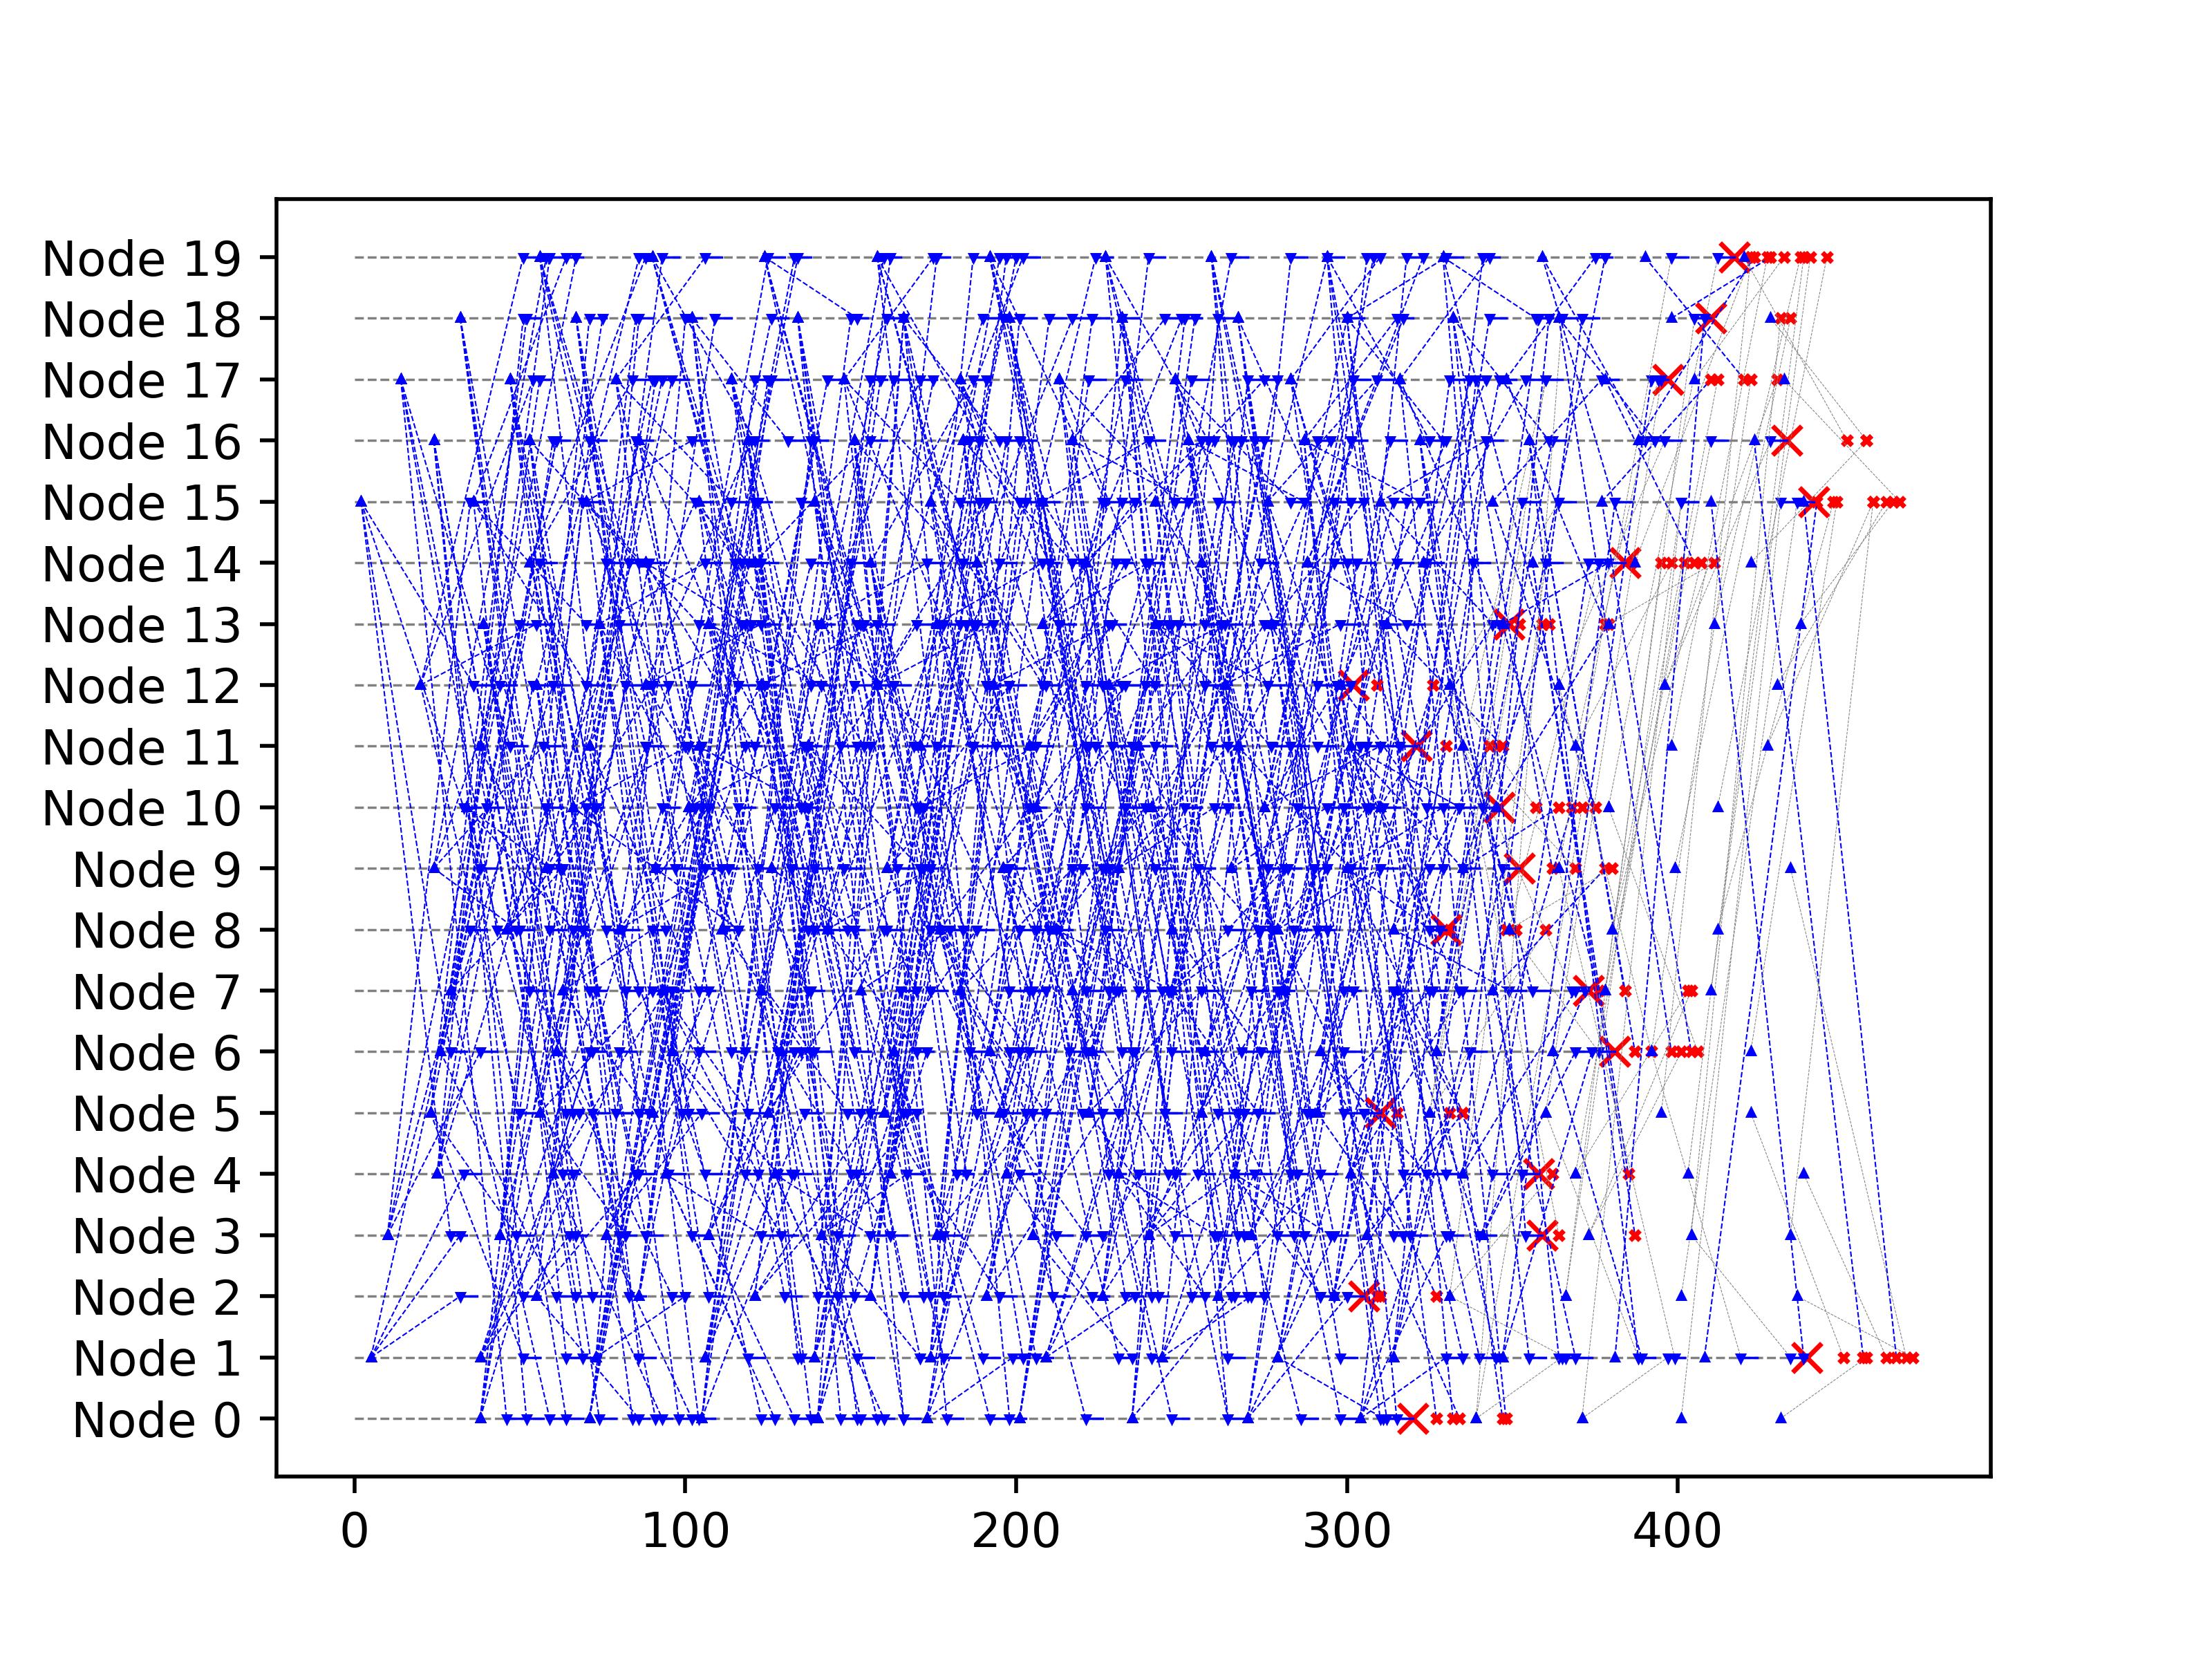 Node 19
Node 18
Node 17
Node 16
Node 15
Node 14
Node 13
Node 12
Node 11
Node 10
Node 9
Node 8
Node 7
Node 6
Node 5
Node 4
Node 3
Node 2
Node 1
Node 0
0 100 200 300 400